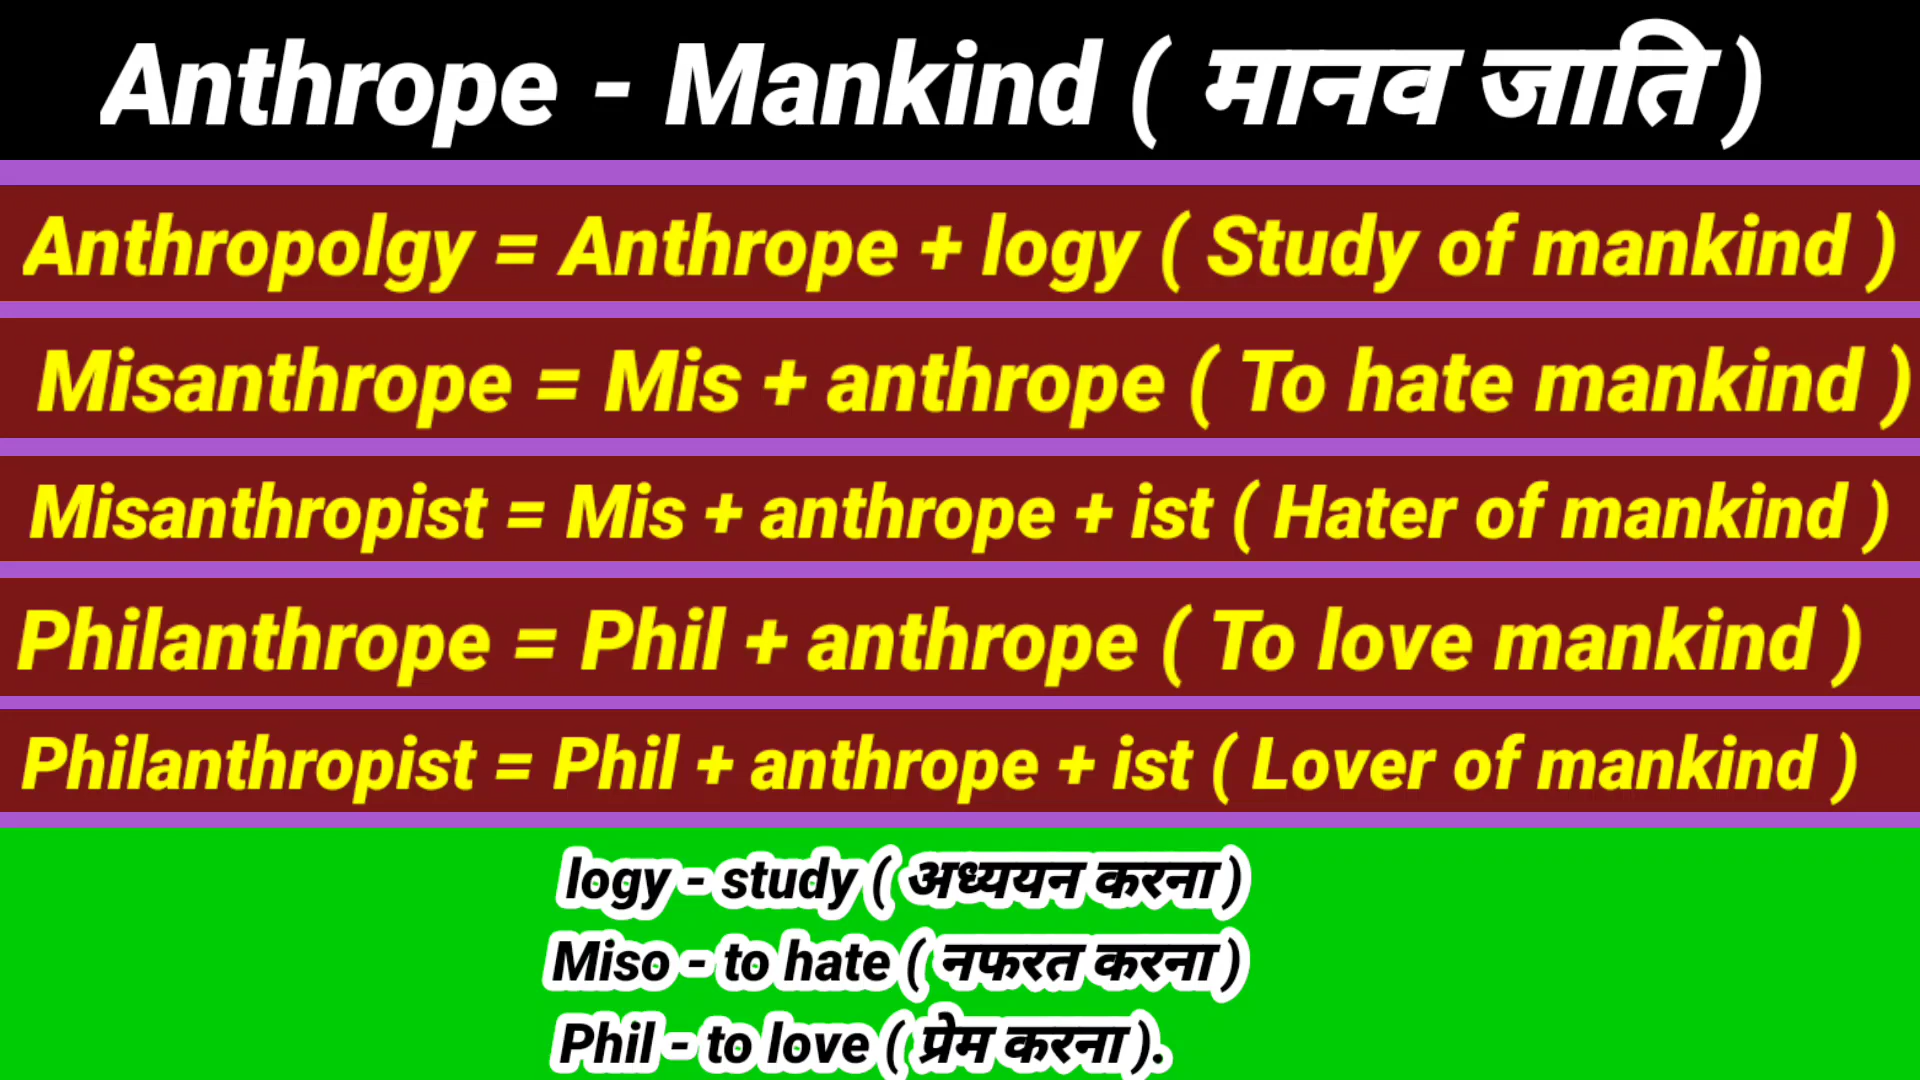 Anthrope - Mankind ( मानव जाति )
Anthropolgy = Anthrope + logy ( Study of mankind )
Misanthrope = Mis + anthrope ( To hate mankind )
Misanthropist = Mis + anthrope + ist ( Hater of mankind )
Philanthrope = Phil + anthrope ( To love mankind )
Philanthropist = Phil + anthrope + ist ( Lover of mankind )
logy - study ( अध्ययन करना )
Miso - to hate ( नफरत करना )
Phil - to love ( प्रेम करना ).